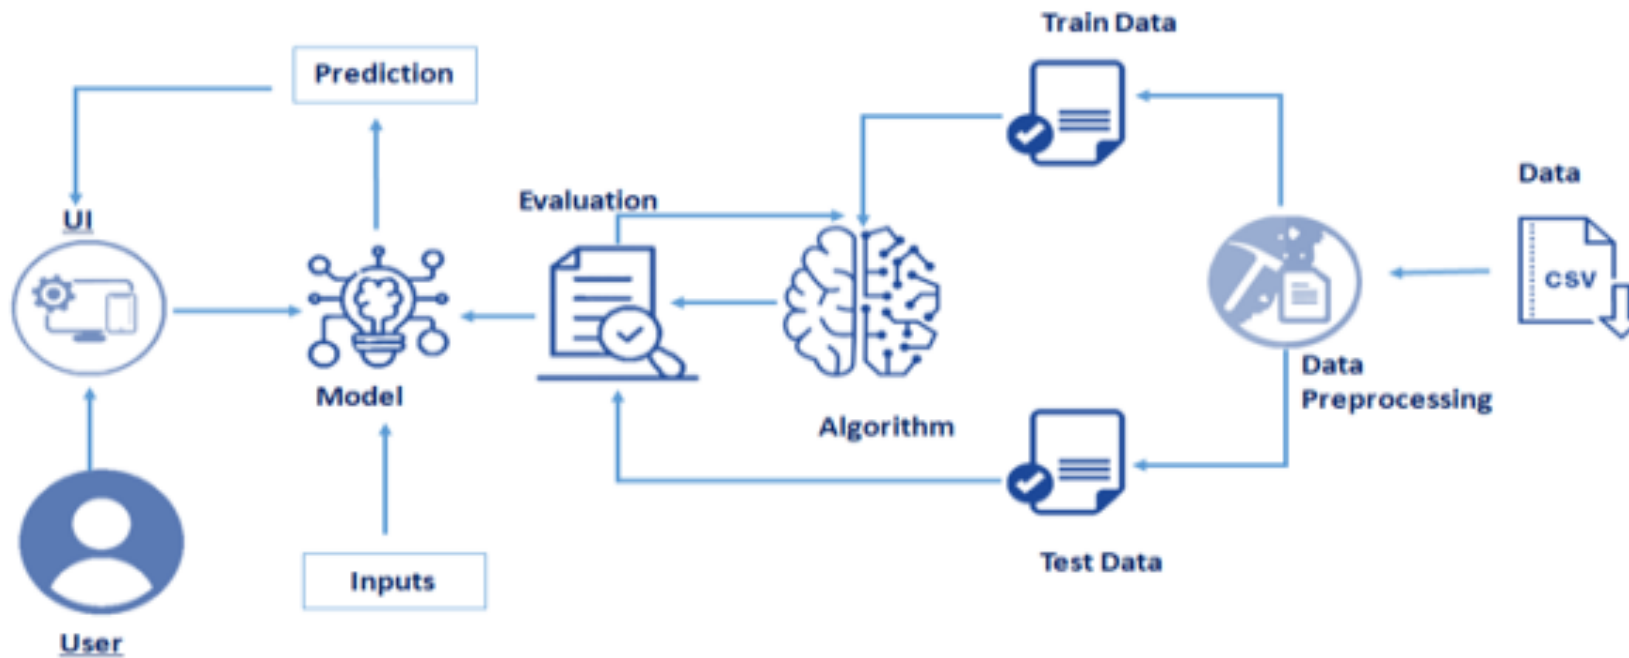 Train Data
Prediction
Data
Evaluation
UI
CSV
Data
Preprocessing
Model
Algorithm
Test Data
Inputs
User